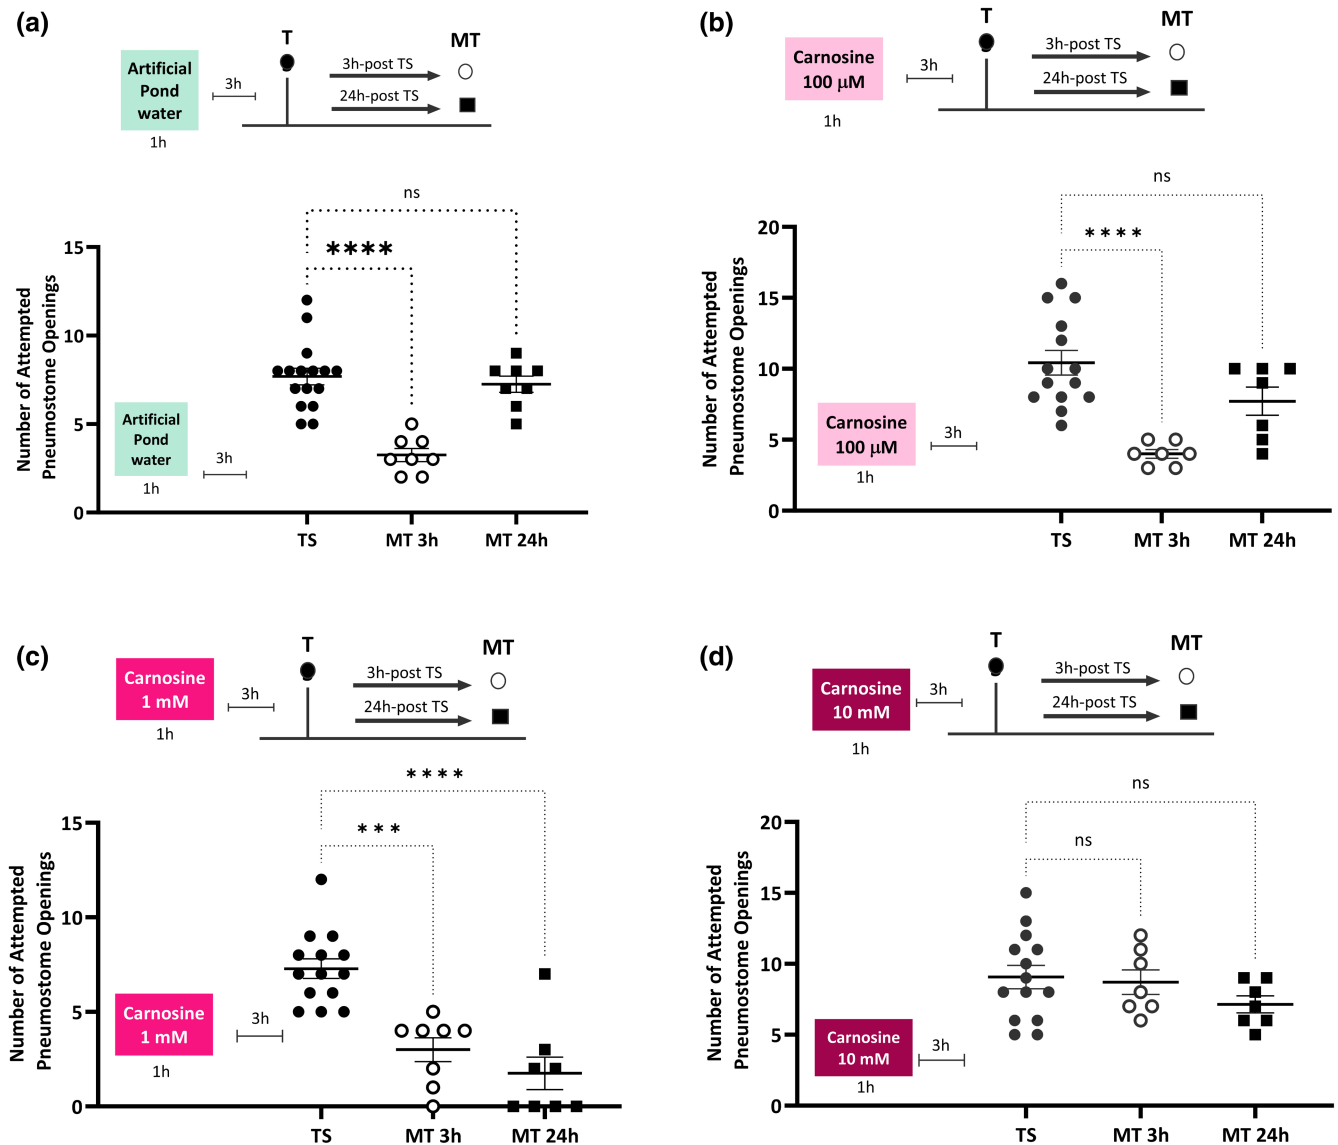 (a)
T
MT
Artificial
Pond
water
3h
3h-post TS
24h-post TS
1h
ns
****
Number of Attempted
Pneumostome Openings
15
10
5
0
Artificial
Pond
water
3h
1h
TS
MT 3h
MT 24h
(b)
T
MT
Carnosine
100 µM
3h
3h-post TS
24h-post TS
1h
ns
****
Number of Attempted
Pneumostome Openings
20
15
10
5
0
Carnosine
100 µM
3h
1h
TS
MT 3h
MT 24h
(c)
T
MT
Carnosine
1 mM
3h
3h-post TS
24h-post TS
1h
****
***
Number of Attempted
Pneumostome Openings
15
10
5
0
Carnosine
1 mM
3h
1h
TS
MT 3h
MT 24h
(d)
T
MT
Carnosine
10 mM
3h
3h-post TS
24h-post TS
1h
ns
ns
Number of Attempted
Pneumostome Openings
20
15
10
5
0
Carnosine
10 mM
3h
1h
TS
MT 3h
MT 24h